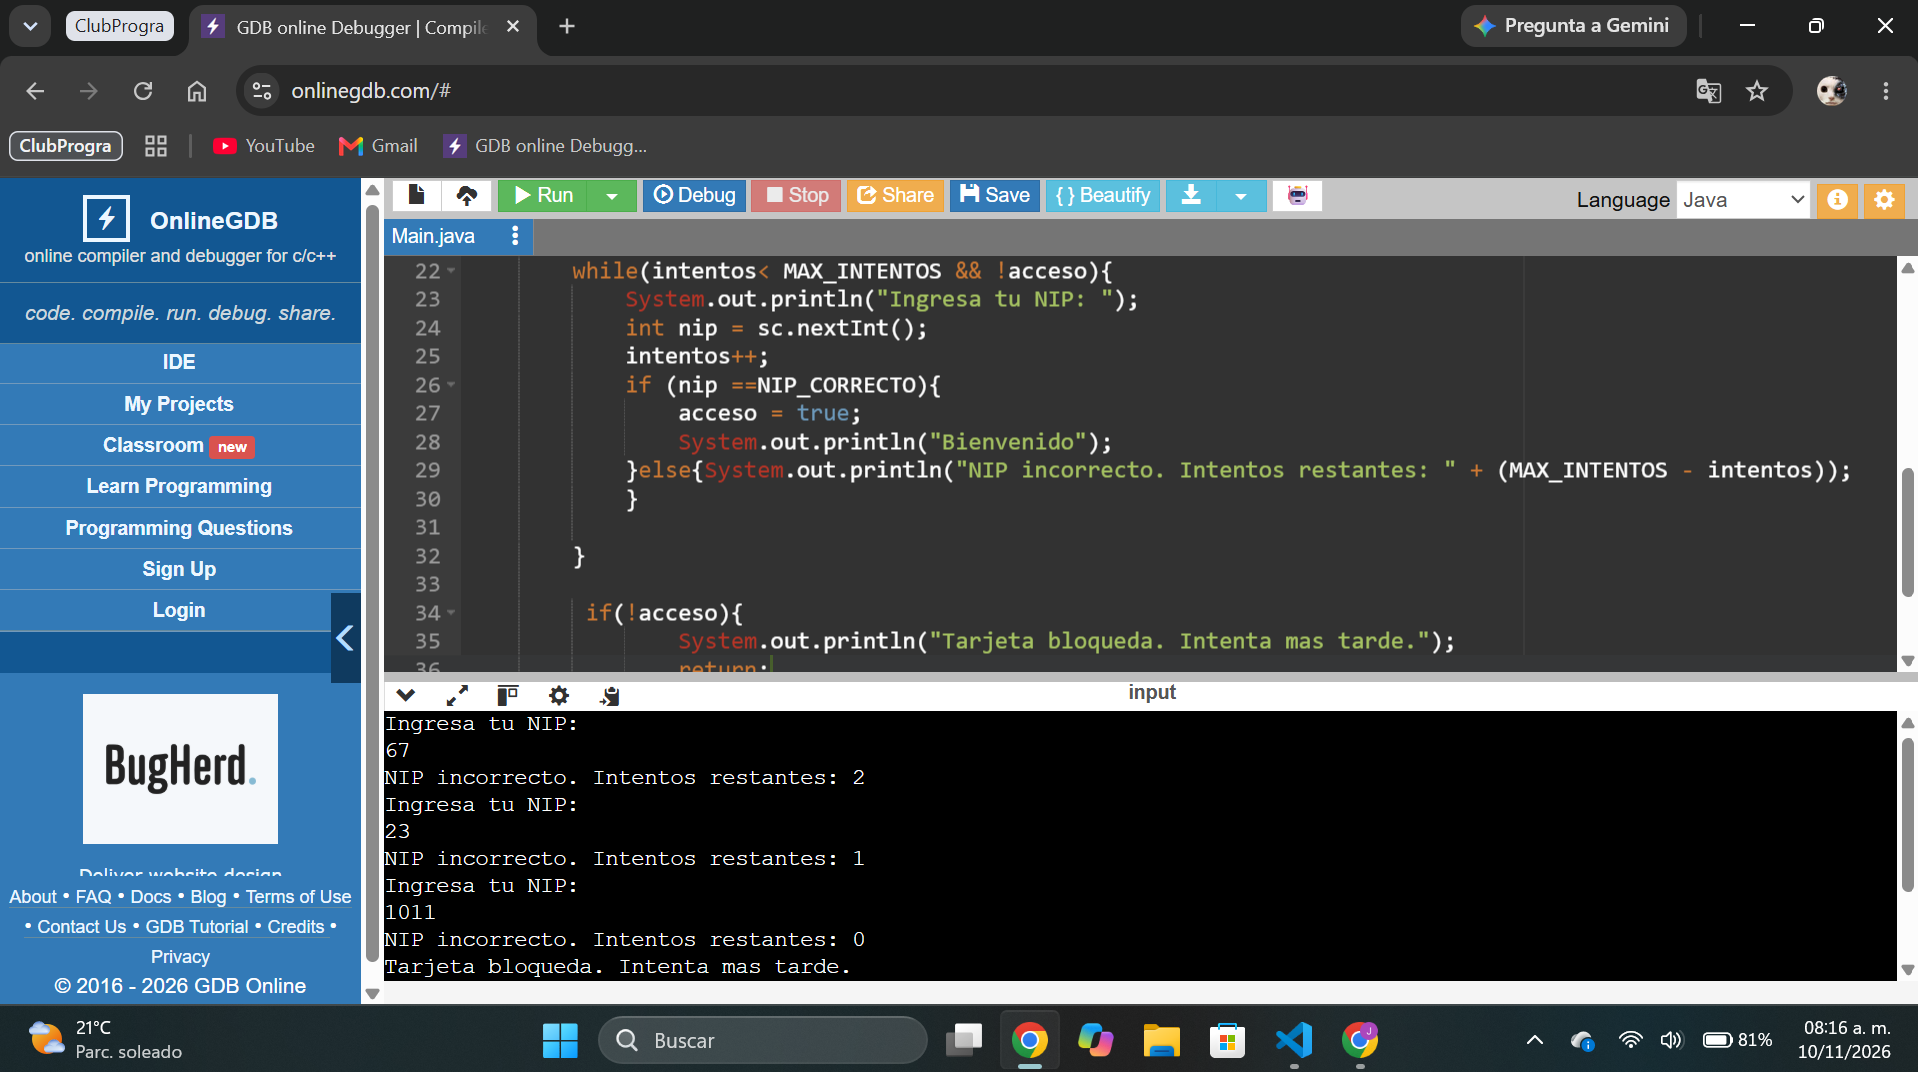 ClubProgra
GDB online Debugger | Compile
Pregunta a Gemini
onlinegdb.com/#
ClubProgra
YouTube
Gmail
GDB online Debugg...
OnlineGDB
online compiler and debugger for c/c++
code. compile. run. debug. share.
IDE
My Projects
Classroom new
Learn Programming
Programming Questions
Sign Up
Login
BugHerd.
Deliver website design
About • FAQ • Docs • Blog • Terms of Use
• Contact Us • GDB Tutorial • Credits •
Privacy
© 2016 - 2026 GDB Online
Run
Debug
Stop
Share
Save
{ } Beautify
Language Java
Main.java
22 while(intentos< MAX_INTENTOS && !acceso){
23 System.out.println("Ingresa tu NIP: ");
24 int nip = sc.nextInt();
25 intentos++;
26 if (nip ==NIP_CORRECTO){
27 acceso = true;
28 System.out.println("Bienvenido");
29 }else{System.out.println("NIP incorrecto. Intentos restantes: " + (MAX_INTENTOS - intentos));
30 }
31
32 }
33
34 if(!acceso){
35 System.out.println("Tarjeta bloqueda. Intenta mas tarde.");
36 return;
input
Ingresa tu NIP:
67
NIP incorrecto. Intentos restantes: 2
Ingresa tu NIP:
23
NIP incorrecto. Intentos restantes: 1
Ingresa tu NIP:
1011
NIP incorrecto. Intentos restantes: 0
Tarjeta bloqueda. Intenta mas tarde.
21°C
Parc. soleado
Buscar
81%
08:16 a. m.
10/11/2026